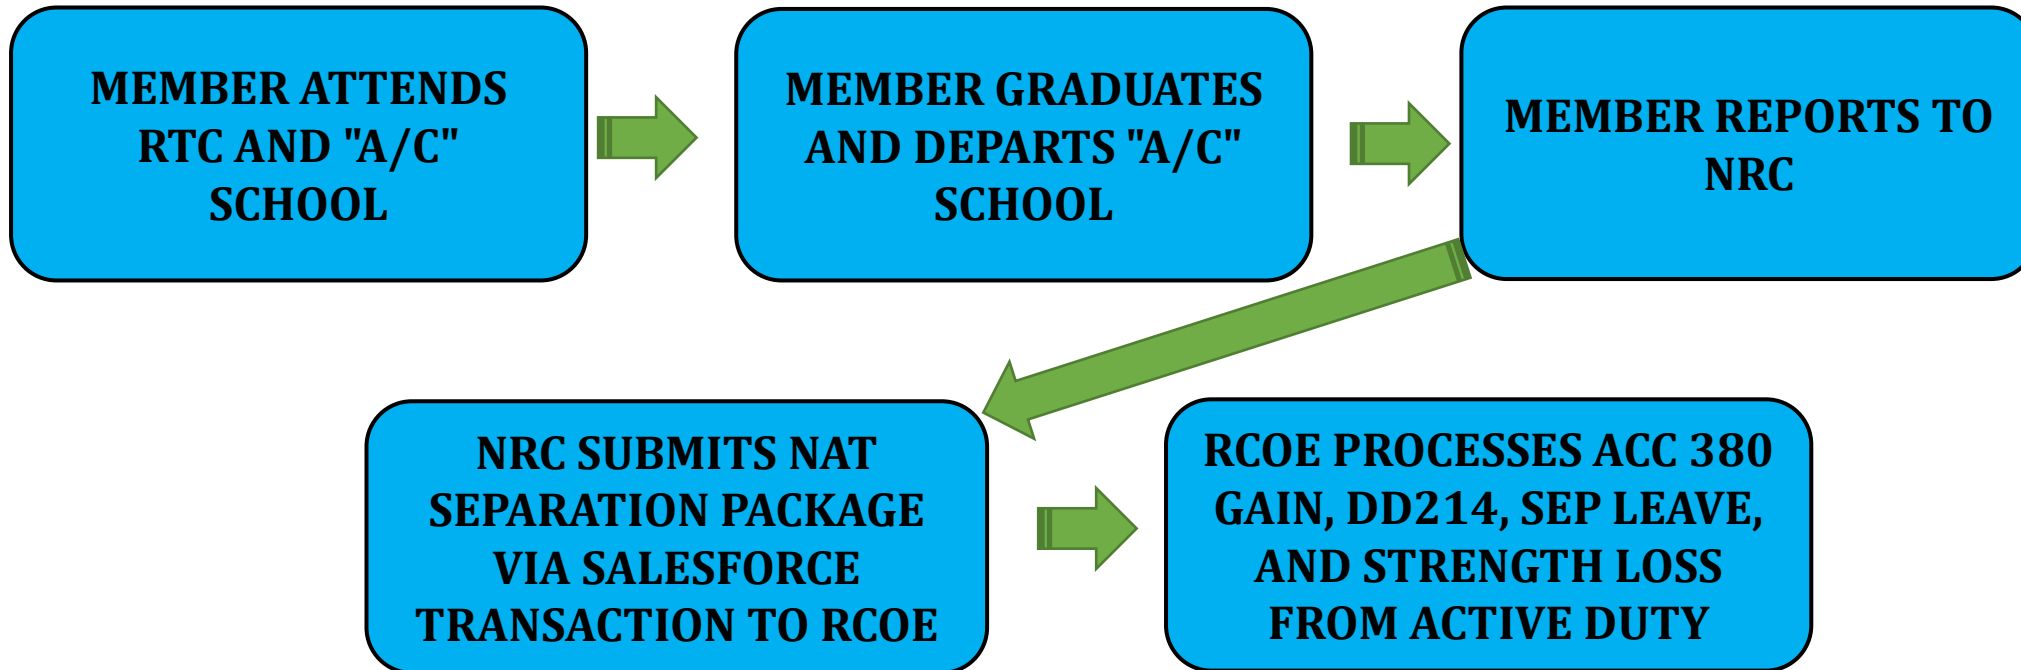 MEMBER ATTENDS
RTC AND "A/C"
SCHOOL
MEMBER GRADUATES
AND DEPARTS "A/C"
SCHOOL
MEMBER REPORTS TO
NRC
NRC SUBMITS NAT
SEPARATION PACKAGE
VIA SALESFORCE
TRANSACTION TO RCOE
RCOE PROCESSES ACC 380
GAIN, DD214, SEP LEAVE,
AND STRENGTH LOSS
FROM ACTIVE DUTY